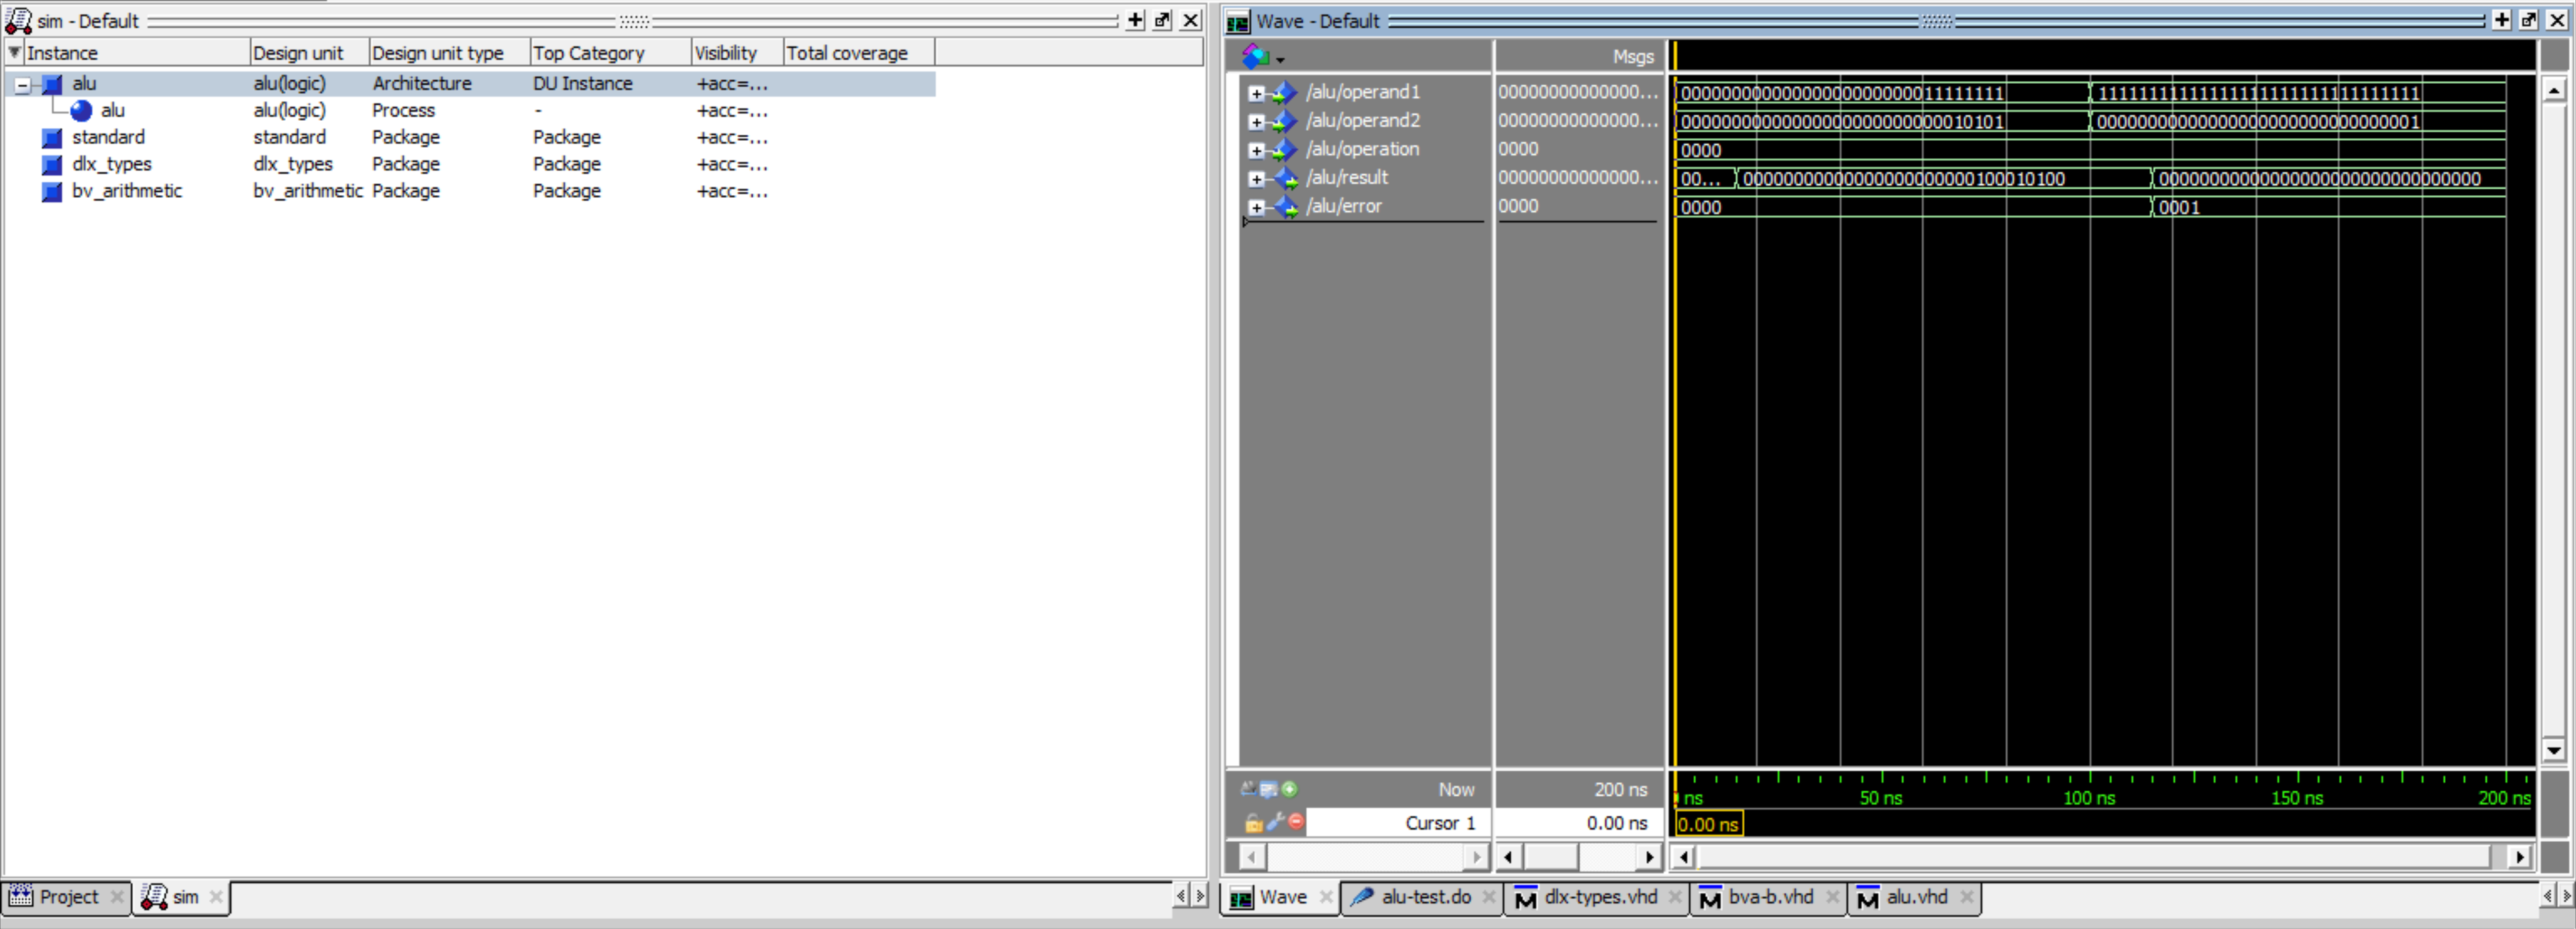 sim - Default
Instance Design unit Design unit type Top Category Visibility Total coverage
alu alu(logic) Architecture DU Instance +acc=...
alu alu(logic) Process - +acc=...
standard standard Package Package +acc=...
dlx_types dlx_types Package Package +acc=...
bv_arithmetic bv_arithmetic Package Package +acc=...
Project sim
Wave - Default
Msgs
/alu/operand1 00000000000000... 00000000000000000000000011111111 11111111111111111111111111111111
/alu/operand2 00000000000000... 00000000000000000000000000010101 00000000000000000000000000000001
/alu/operation 0000 0000
/alu/result 00000000000000... 00... 00000000000000000000000100010100 00000000000000000000000000000000
/alu/error 0000 0000 0001
Now 200 ns ns 50 ns 100 ns 150 ns 200 ns
Cursor 1 0.00 ns 0.00 ns
Wave alu-test.do dlx-types.vhd bva-b.vhd alu.vhd